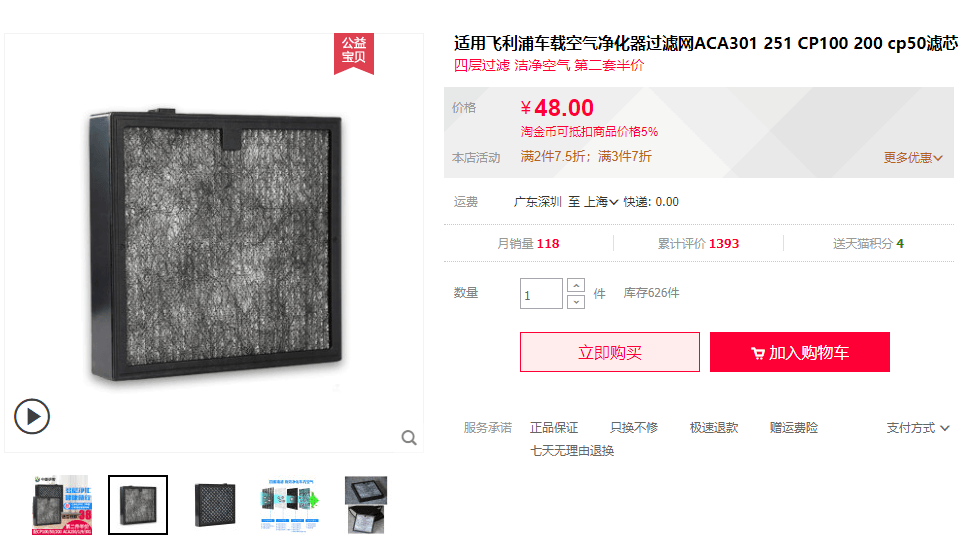 公益
宝贝
适用飞利浦车载空气净化器过滤网ACA301 251 CP100 200 cp50滤芯
四层过滤 洁净空气 第二套半价
价格
¥48.00
淘金币可抵扣商品价格5%
本店活动 满2件7.5折；满3件7折 更多优惠
运费 广东深圳 至 上海 快递: 0.00
月销量 118 累计评价 1393 送天猫积分 4
数量 1 件 库存626件
立即购买 加入购物车
服务承诺 正品保证 只换不修 极速退款 赠运费险 支付方式
七天无理由退换
38
第二件半价